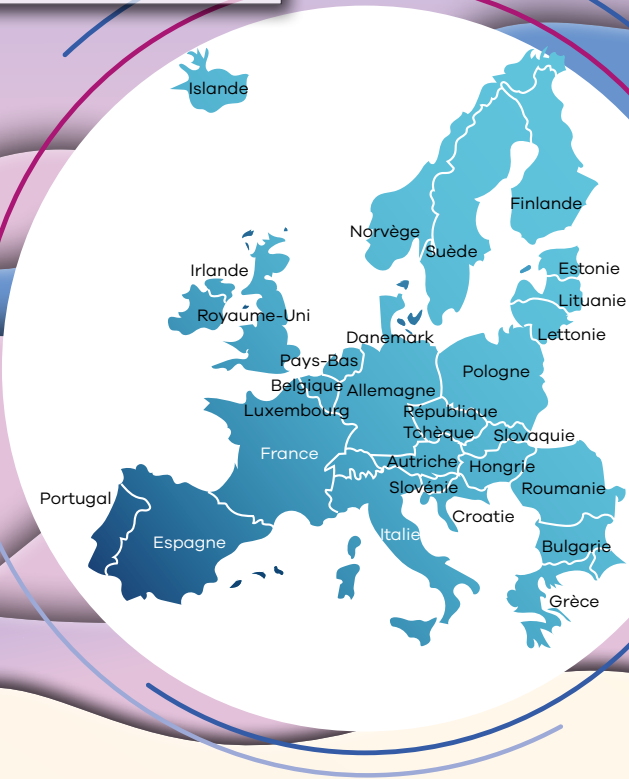 Islande
Finlande
Norvège
Suède
Estonie
Irlande
Lituanie
Royaume-Uni
Lettonie
Danemark
Pays-Bas
Pologne
Belgique
Allemagne
Luxembourg
République
Tchèque
Slovaquie
France
Autriche
Hongrie
Slovénie
Roumanie
Portugal
Croatie
Italie
Espagne
Bulgarie
Grèce